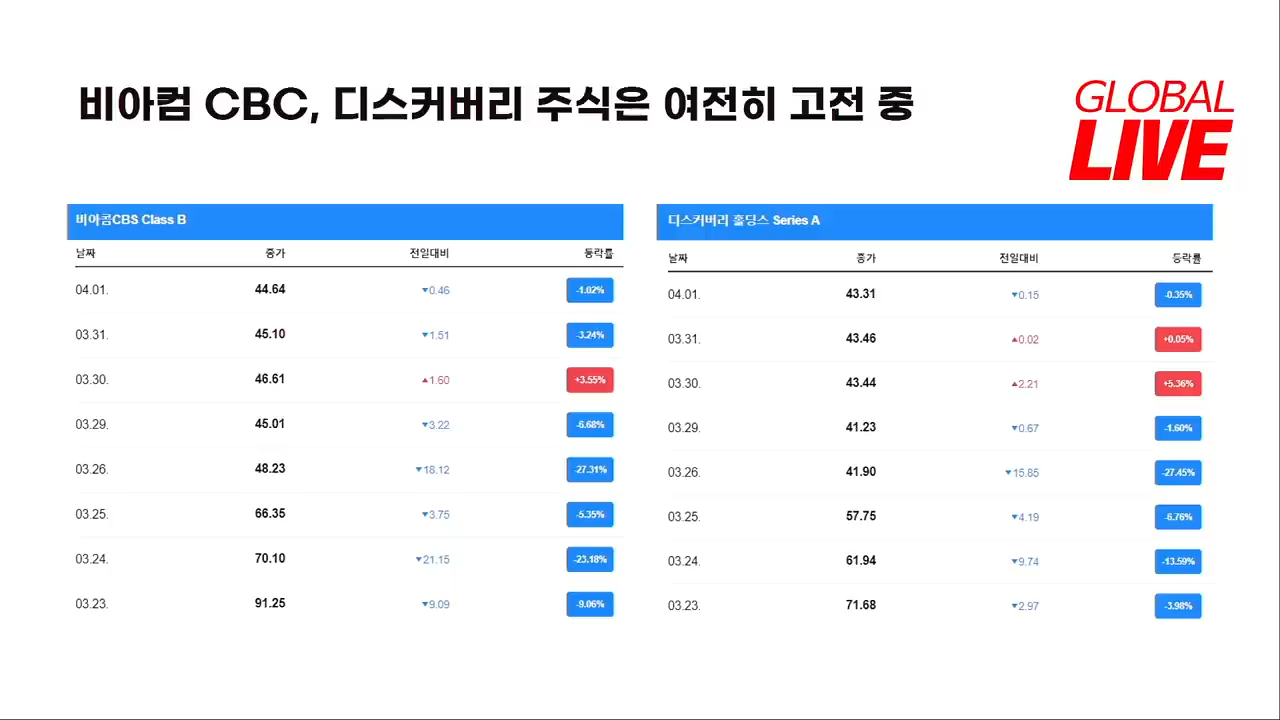 비아컴 CBC, 디스커버리 주식은 여전히 고전 중
GLOBAL
LIVE
비아콤CBS Class B
날짜 종가 전일대비 등락률
04.01. 44.64 ▼0.46 -1.02%
03.31. 45.10 ▼1.51 -3.24%
03.30. 46.61 ▲1.60 +3.55%
03.29. 45.01 ▼3.22 -6.68%
03.26. 48.23 ▼18.12 -27.31%
03.25. 66.35 ▼3.75 -5.35%
03.24. 70.10 ▼21.15 -23.18%
03.23. 91.25 ▼9.09 -9.06%
디스커버리 홀딩스 Series A
날짜 종가 전일대비 등락률
04.01. 43.31 ▼0.15 -0.35%
03.31. 43.46 ▲0.02 +0.05%
03.30. 43.44 ▲2.21 +5.36%
03.29. 41.23 ▼0.67 -1.60%
03.26. 41.90 ▼15.85 -27.45%
03.25. 57.75 ▼4.19 -6.76%
03.24. 61.94 ▼9.74 -13.59%
03.23. 71.68 ▼2.97 -3.98%